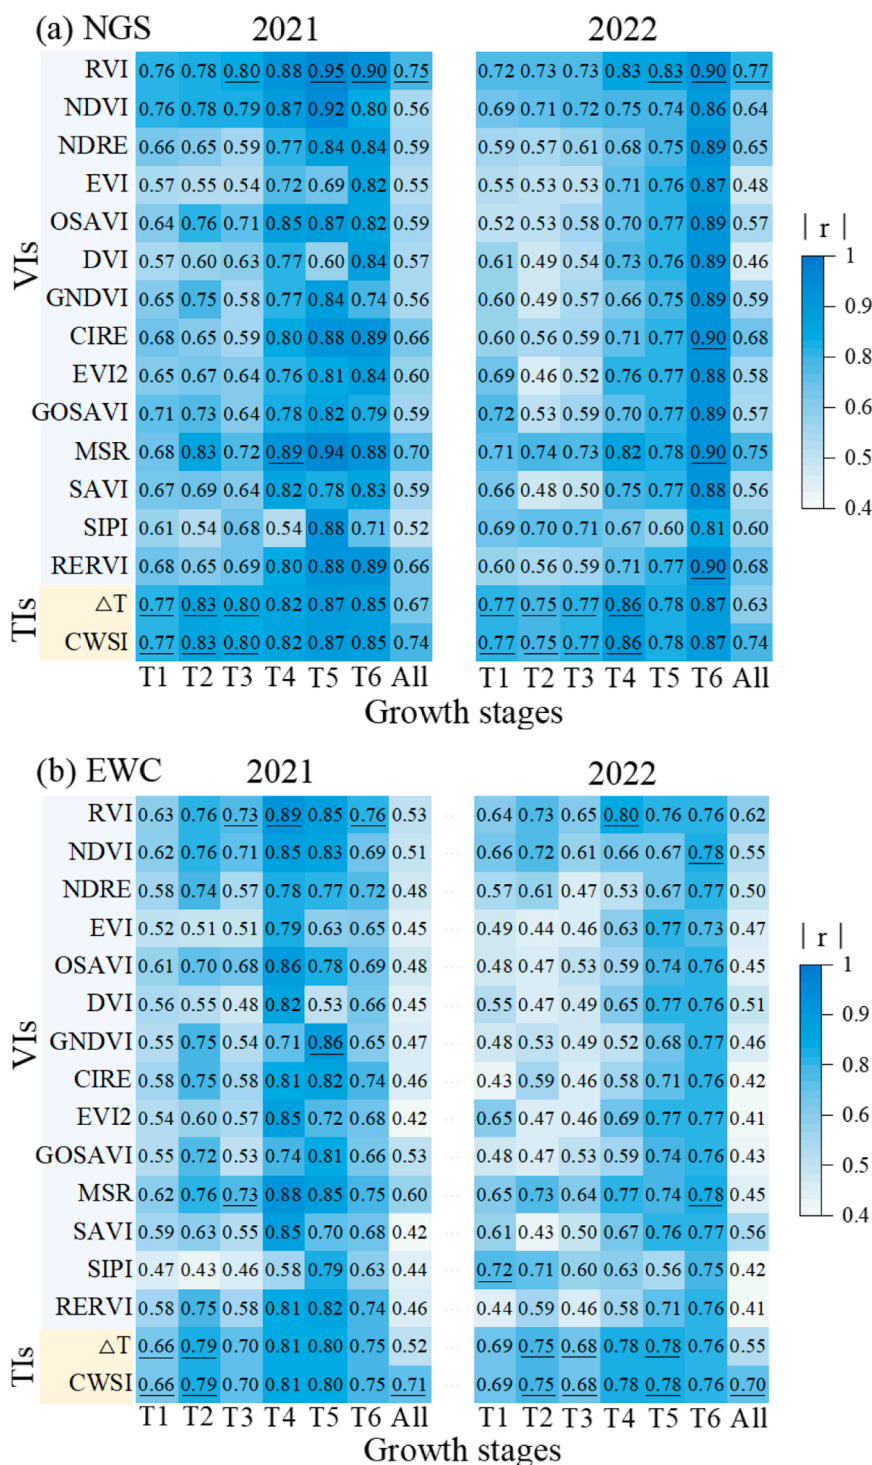 (a) NGS 2021 2022
RVI 0.76 0.78 0.80 0.88 0.95 0.90 0.75 0.72 0.73 0.73 0.83 0.83 0.90 0.77
NDVI 0.76 0.78 0.79 0.87 0.92 0.80 0.56 0.69 0.71 0.72 0.75 0.74 0.86 0.64
NDRE 0.66 0.65 0.59 0.77 0.84 0.84 0.59 0.59 0.57 0.61 0.68 0.75 0.89 0.65
EVI 0.57 0.55 0.54 0.72 0.69 0.82 0.55 0.55 0.53 0.53 0.71 0.76 0.87 0.48
OSAVI 0.64 0.76 0.71 0.85 0.87 0.82 0.59 0.52 0.53 0.58 0.70 0.77 0.89 0.57
DVI 0.57 0.60 0.63 0.77 0.60 0.84 0.57 0.61 0.49 0.54 0.73 0.76 0.89 0.46
GNDVI 0.65 0.75 0.58 0.77 0.84 0.74 0.56 0.60 0.49 0.57 0.66 0.75 0.89 0.59
CIRE 0.68 0.65 0.59 0.80 0.88 0.89 0.66 0.60 0.56 0.59 0.71 0.77 0.90 0.68
EVI2 0.65 0.67 0.64 0.76 0.81 0.84 0.60 0.69 0.46 0.52 0.76 0.77 0.88 0.58
GOSAVI 0.71 0.73 0.64 0.78 0.82 0.79 0.59 0.72 0.53 0.59 0.70 0.77 0.89 0.57
MSR 0.68 0.83 0.72 0.89 0.94 0.88 0.70 0.71 0.74 0.73 0.82 0.78 0.90 0.75
SAVI 0.67 0.69 0.64 0.82 0.78 0.83 0.59 0.66 0.48 0.50 0.75 0.77 0.88 0.56
SIPI 0.61 0.54 0.68 0.54 0.88 0.71 0.52 0.69 0.70 0.71 0.67 0.60 0.81 0.60
RERVI 0.68 0.65 0.69 0.80 0.88 0.89 0.66 0.60 0.56 0.59 0.71 0.77 0.90 0.68
△T 0.77 0.83 0.80 0.82 0.87 0.85 0.67 0.77 0.75 0.77 0.86 0.78 0.87 0.63
CWSI 0.77 0.83 0.80 0.82 0.87 0.85 0.74 0.77 0.75 0.77 0.86 0.78 0.87 0.74
VIs
TIs
T1 T2 T3 T4 T5 T6 All T1 T2 T3 T4 T5 T6 All
Growth stages
| r |
1
0.9
0.8
0.6
0.5
0.4
(b) EWC 2021 2022
RVI 0.63 0.76 0.73 0.89 0.85 0.76 0.53 0.64 0.73 0.65 0.80 0.76 0.76 0.62
NDVI 0.62 0.76 0.71 0.85 0.83 0.69 0.51 0.66 0.72 0.61 0.66 0.67 0.78 0.55
NDRE 0.58 0.74 0.57 0.78 0.77 0.72 0.48 0.57 0.61 0.47 0.53 0.67 0.77 0.50
EVI 0.52 0.51 0.51 0.79 0.63 0.65 0.45 0.49 0.44 0.46 0.63 0.77 0.73 0.47
OSAVI 0.61 0.70 0.68 0.86 0.78 0.69 0.48 0.48 0.47 0.53 0.59 0.74 0.76 0.45
DVI 0.56 0.55 0.48 0.82 0.53 0.66 0.45 0.55 0.47 0.49 0.65 0.77 0.76 0.51
GNDVI 0.55 0.75 0.54 0.71 0.86 0.65 0.47 0.48 0.53 0.49 0.52 0.68 0.77 0.46
CIRE 0.58 0.75 0.58 0.81 0.82 0.74 0.46 0.43 0.59 0.46 0.58 0.71 0.76 0.42
EVI2 0.54 0.60 0.57 0.85 0.72 0.68 0.42 0.65 0.47 0.46 0.69 0.77 0.77 0.41
GOSAVI 0.55 0.72 0.53 0.74 0.81 0.66 0.53 0.48 0.47 0.53 0.59 0.74 0.76 0.43
MSR 0.62 0.76 0.73 0.88 0.85 0.75 0.60 0.65 0.73 0.64 0.77 0.74 0.78 0.45
SAVI 0.59 0.63 0.55 0.85 0.70 0.68 0.42 0.61 0.43 0.50 0.67 0.76 0.77 0.56
SIPI 0.47 0.43 0.46 0.58 0.79 0.63 0.44 0.72 0.71 0.60 0.63 0.56 0.75 0.42
RERVI 0.58 0.75 0.58 0.81 0.82 0.74 0.46 0.44 0.59 0.46 0.58 0.71 0.76 0.41
△T 0.66 0.79 0.70 0.81 0.80 0.75 0.52 0.69 0.75 0.68 0.78 0.78 0.76 0.55
CWSI 0.66 0.79 0.70 0.81 0.80 0.75 0.71 0.69 0.75 0.68 0.78 0.78 0.76 0.70
VIs
TIs
T1 T2 T3 T4 T5 T6 All T1 T2 T3 T4 T5 T6 All
Growth stages
| r |
1
0.9
0.8
0.6
0.5
0.4